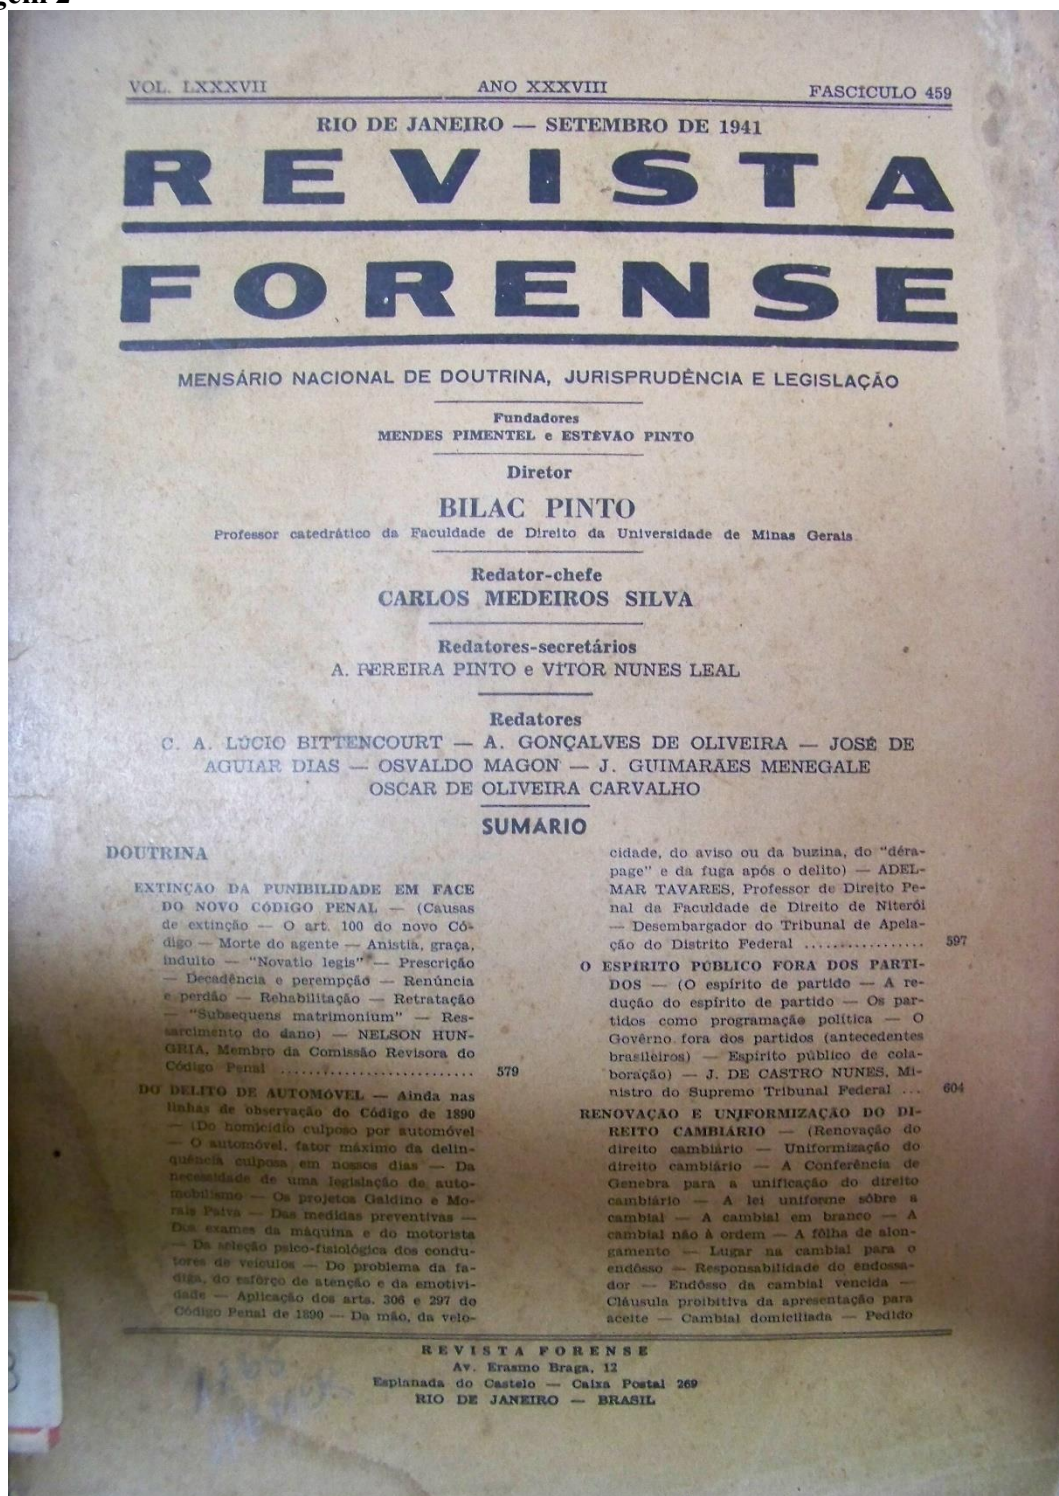 gem 2
VOL. LXXXVII
ANO XXXVIII
FASCÍCULO 459
RIO DE JANEIRO — SETEMBRO DE 1941
REVISTA
FORENSE
MENSÁRIO NACIONAL DE DOUTRINA, JURISPRUDÊNCIA E LEGISLAÇÃO
Fundadores
MENDES PIMENTEL e ESTÊVAO PINTO
Diretor
BILAC PINTO
Professor catedrático da Faculdade de Direito da Universidade de Minas Gerais
Redator-chefe
CARLOS MEDEIROS SILVA
Redatores-secretários
A. PEREIRA PINTO e VÍTOR NUNES LEAL
Redatores
C. A. LÚCIO BITTENCOURT — A. GONÇALVES DE OLIVEIRA — JOSÉ DE
AGUIAR DIAS — OSVALDO MAGON — J. GUIMARÃES MENEGALE
OSCAR DE OLIVEIRA CARVALHO
SUMÁRIO
DOUTRINA
EXTINÇÃO DA PUNIBILIDADE EM FACE
DO NOVO CÓDIGO PENAL — (Causas
de extinção — O art. 100 do novo Có-
digo — Morte do agente — Anistia, graça,
indulto — "Novatio legis" — Prescrição
— Decadência e perempção — Renúncia
e perdão — Rehabilitação — Retratação
— "Subsequens matrimonium" — Res-
sarcimento do dano) — NELSON HUN-
GRIA, Membro da Comissão Revisora do
Código Penal ........................... 579
DO DELITO DE AUTOMÓVEL — Ainda nas
linhas de observação do Código de 1890
— (Do homicídio culposo por automóvel
— O automóvel, fator máximo da delin-
quência culposa em nossos dias — Da
necessidade de uma legislação de auto-
mobilismo — Os projetos Galdino e Mo-
rais Paiva — Das medidas preventivas —
Dos exames da máquina e do motorista
— Da seleção psico-fisiológica dos condu-
tores de veículos — Do problema da fa-
diga, do esfôrço de atenção e da emotivi-
dade — Aplicação dos arts. 306 e 297 do
Código Penal de 1890 — Da mão, da velo-
cidade, do aviso ou da buzina, do "déra-
page" e da fuga após o delito) — ADEL-
MAR TAVARES, Professor de Direito Pe-
nal da Faculdade de Direito de Niterói
— Desembargador do Tribunal de Apela-
ção do Distrito Federal ................. 597
O ESPÍRITO PÚBLICO FORA DOS PARTI-
DOS — (O espírito de partido — A re-
dução do espírito de partido — Os par-
tidos como programação política — O
Govêrno fora dos partidos (antecedentes
brasileiros) — Espírito público de cola-
boração) — J. DE CASTRO NUNES, Mi-
nistro do Supremo Tribunal Federal ... 604
RENOVAÇÃO E UNIFORMIZAÇÃO DO DI-
REITO CAMBIÁRIO — (Renovação do
direito cambiário — Uniformização do
direito cambiário — A Conferência de
Genebra para a unificação do direito
cambiário — A lei uniforme sôbre a
cambial — A cambial em branco — A
cambial não à ordem — A fôlha de alon-
gamento — Lugar na cambial para o
endôsso — Responsabilidade do endossa-
dor — Endôsso da cambial vencida —
Cláusula proibitiva da apresentação para
aceite — Cambial domiciliada — Pedido
REVISTA FORENSE
Av. Erasmo Braga, 12
Esplanada do Castelo — Caixa Postal 269
RIO DE JANEIRO — BRASIL